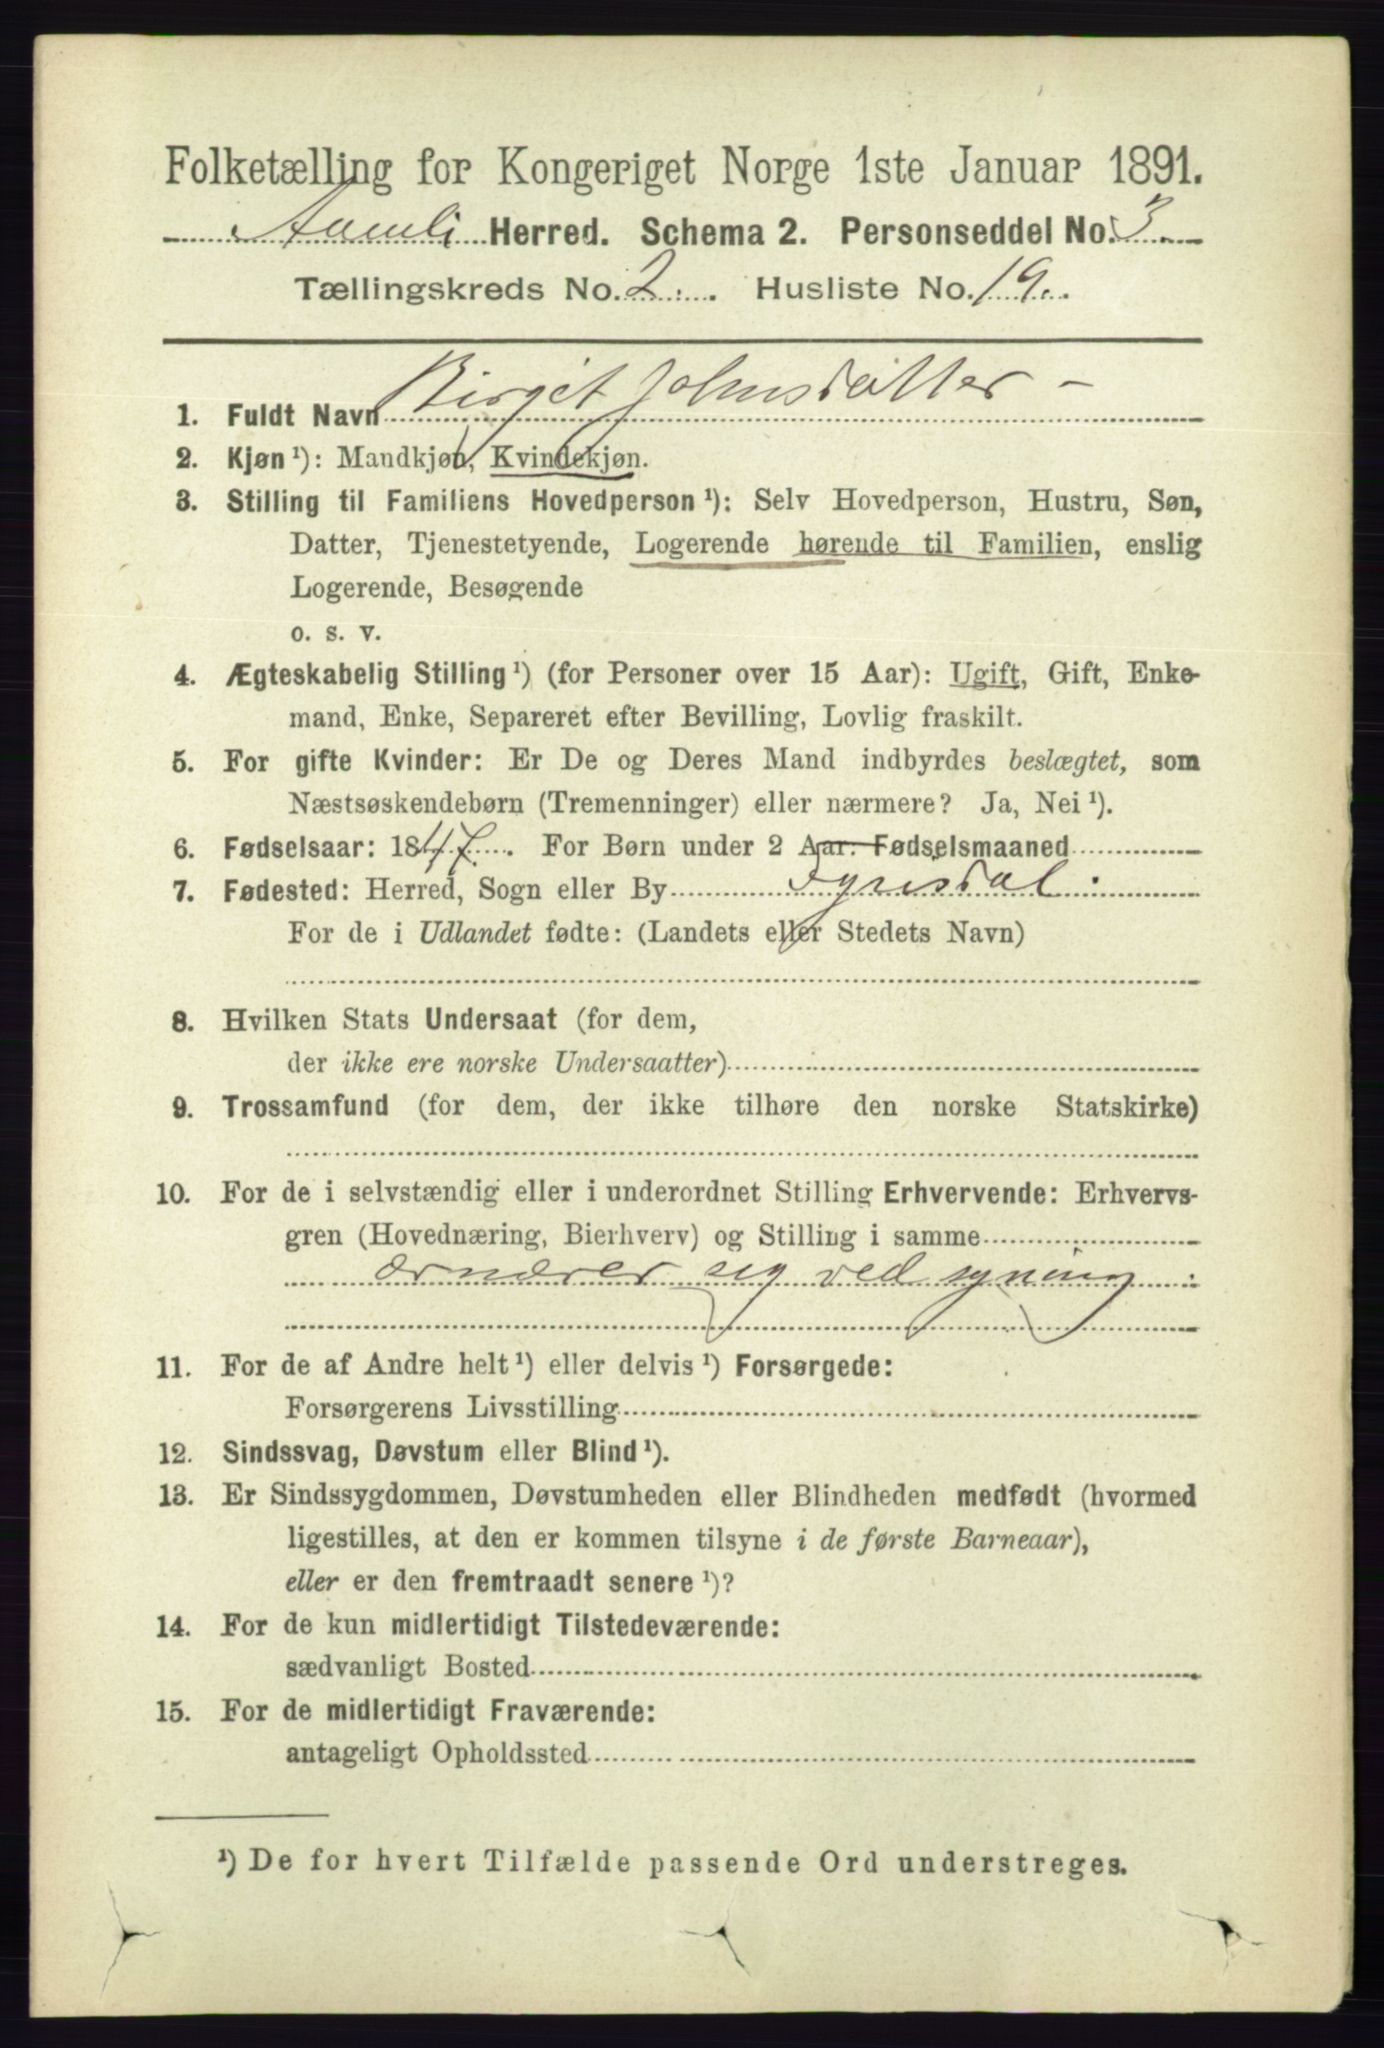 Folketælling for Kongeriget Norge 1ste Januar 1891.
Aamli Herred. Schema 2. Personseddel No. 3.
Tællingskreds No. 2. Husliste No. 19.
Birgit Johnsdatter -
1. Fuldt Navn
2. Kjøn ¹): Mandkjøn, Kvindekjøn.
3. Stilling til Familiens Hovedperson ¹): Selv Hovedperson, Hustru, Søn,
Datter, Tjenestetyende, Logerende hørende til Familien, enslig
Logerende, Besøgende
o. s. v.
4. Ægteskabelig Stilling ¹) (for Personer over 15 Aar): Ugift, Gift, Enke-
mand, Enke, Separeret efter Bevilling, Lovlig fraskilt.
5. For gifte Kvinder: Er De og Deres Mand indbyrdes beslægtet, som
Næstsøskendebørn (Tremenninger) eller nærmere? Ja, Nei ¹).
6. Fødselsaar: 1847. For Børn under 2 Aar: Fødselsmaaned
7. Fødested: Herred, Sogn eller By Fyrisdal.
For de i Udlandet fødte: (Landets eller Stedets Navn)
8. Hvilken Stats Undersaat (for dem,
der ikke ere norske Undersaatter)
9. Trossamfund (for dem, der ikke tilhøre den norske Statskirke)
10. For de i selvstændig eller i underordnet Stilling Erhvervende: Erhvervs-
gren (Hovednæring, Bierhverv) og Stilling i samme
ernærer sig ved syning.
11. For de af Andre helt ¹) eller delvis ¹) Forsørgede:
Forsørgerens Livsstilling
12. Sindssvag, Døvstum eller Blind ¹).
13. Er Sindssygdommen, Døvstumheden eller Blindheden medfødt (hvormed
ligestilles, at den er kommen tilsyne i de første Barneaar),
eller er den fremtraadt senere ¹)?
14. For de kun midlertidigt Tilstedeværende:
sædvanligt Bosted
15. For de midlertidigt Fraværende:
antageligt Opholdssted
¹) De for hvert Tilfælde passende Ord understreges.